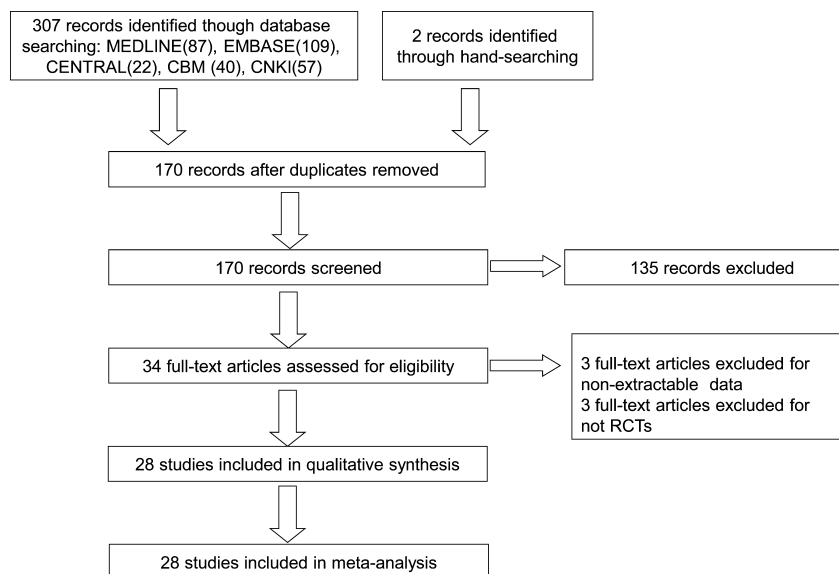 307 records identified though database
searching: MEDLINE(87), EMBASE(109),
CENTRAL(22), CBM (40), CNKI(57)
2 records identified
through hand-searching
170 records after duplicates removed
170 records screened
135 records excluded
34 full-text articles assessed for eligibility
3 full-text articles excluded for
non-extractable data
3 full-text articles excluded for
not RCTs
28 studies included in qualitative synthesis
28 studies included in meta-analysis